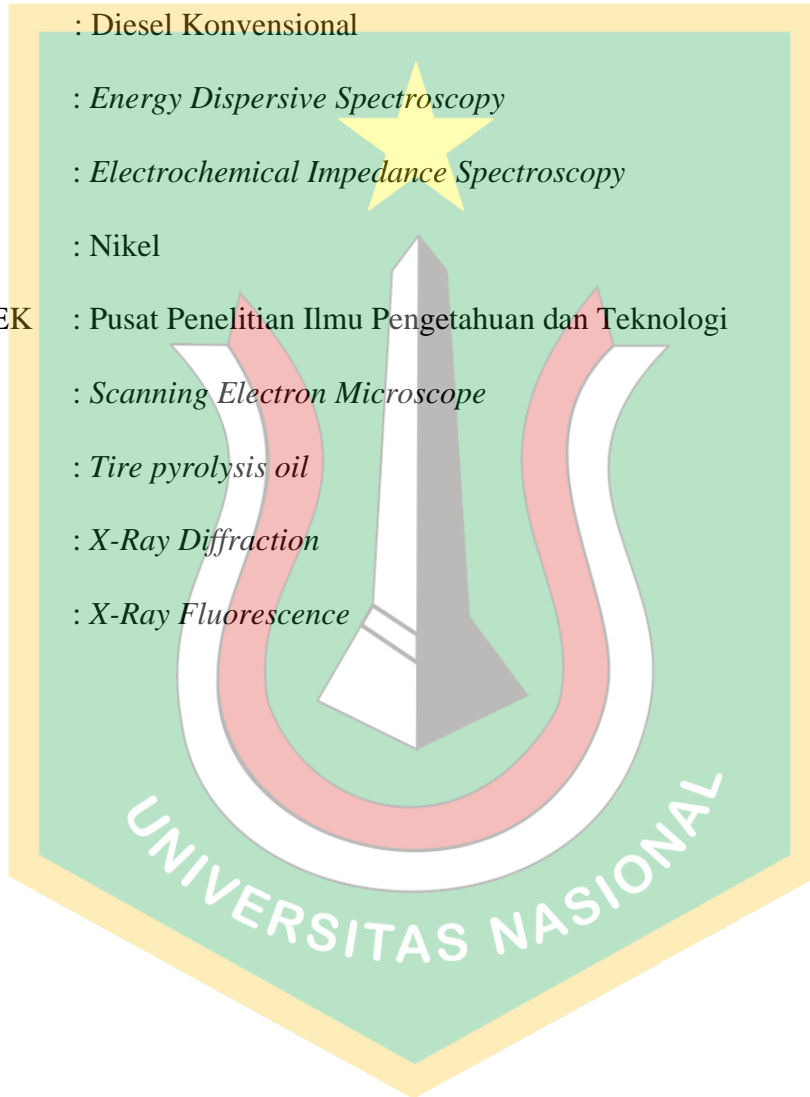 : Diesel Konvensional
: Energy Dispersive Spectroscopy
: Electrochemical Impedance Spectroscopy
: Nikel
EK : Pusat Penelitian Ilmu Pengetahuan dan Teknologi
: Scanning Electron Microscope
: Tire pyrolysis oil
: X-Ray Diffraction
: X-Ray Fluorescence
UNIVERSITAS NASIONAL